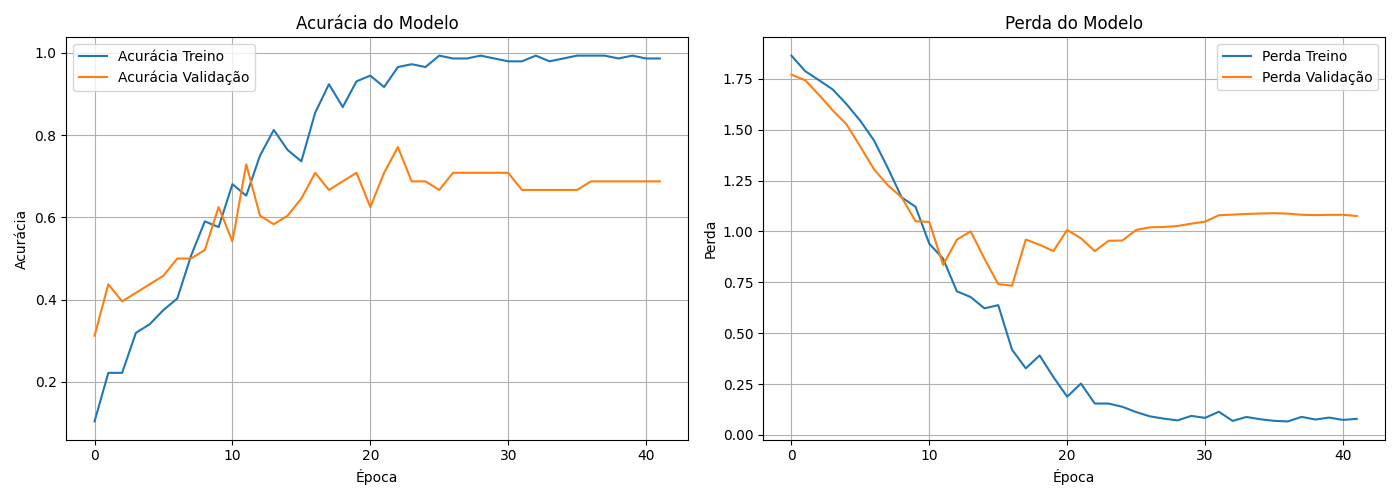 Acurácia do Modelo
Acurácia Treino
Acurácia Validação
1.0
0.8
0.6
0.4
0.2
Acurácia
0 10 20 30 40
Época
Perda do Modelo
Perda Treino
Perda Validação
1.75
1.50
1.25
1.00
0.75
0.50
0.25
0.00
Perda
0 10 20 30 40
Época